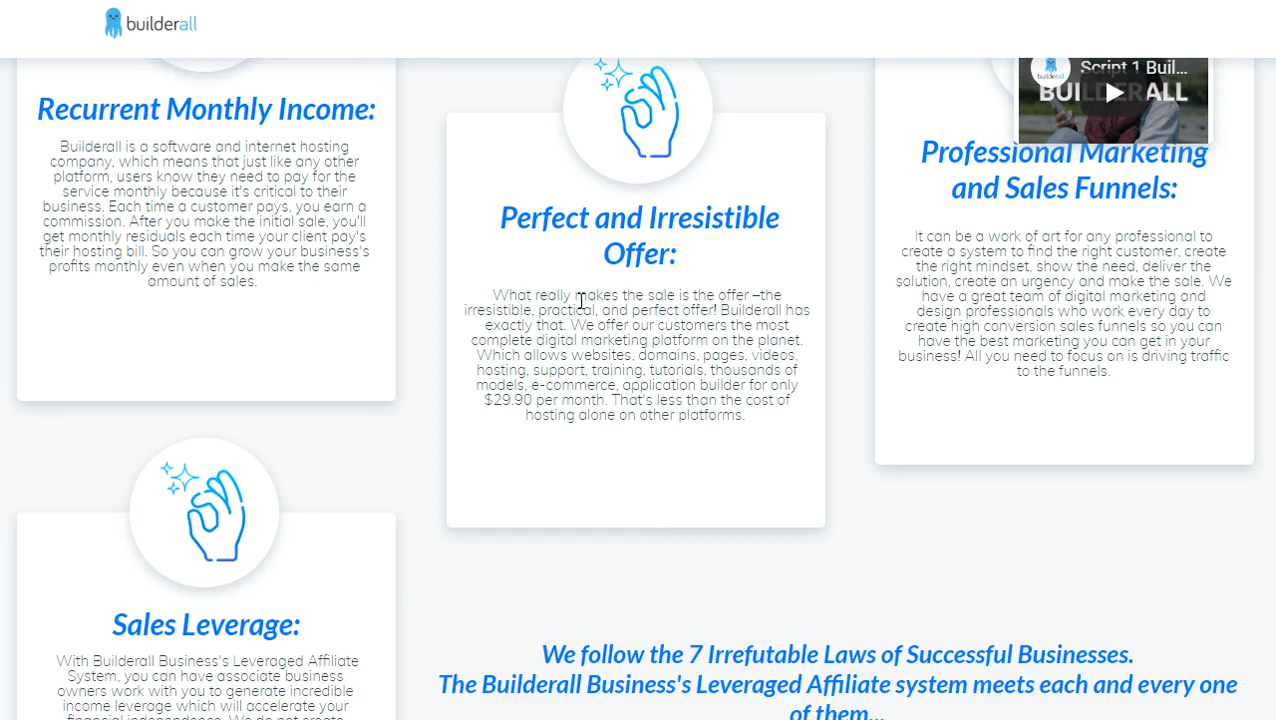 builderall
Recurrent Monthly Income:
Builderall is a software and internet hosting
company, which means that just like any other
platform, users know they need to pay for the
service monthly because it's critical to their
business. Each time a customer pays, you earn a
commission. After you make the initial sale, you'll
get monthly residuals each time your client pay's
their hosting bill. So you can grow your business's
profits monthly even when you make the same
amount of sales.
Perfect and Irresistible
Offer:
What really makes the sale is the offer –the
irresistible, practical, and perfect offer! Builderall has
exactly that. We offer our customers the most
complete digital marketing platform on the planet.
Which allows websites, domains, pages, videos,
hosting, support, training, tutorials, thousands of
models, e-commerce, application builder for only
$29.90 per month. That's less than the cost of
hosting alone on other platforms.
Script 1 Buil...
BUILDERALL
Professional Marketing
and Sales Funnels:
It can be a work of art for any professional to
create a system to find the right customer, create
the right mindset, show the need, deliver the
solution, create an urgency and make the sale. We
have a great team of digital marketing and
design professionals who work every day to
create high conversion sales funnels so you can
have the best marketing you can get in your
business! All you need to focus on is driving traffic
to the funnels.
Sales Leverage:
With Builderall Business's Leveraged Affiliate
System, you can have associate business
owners work with you to generate incredible
income leverage which will accelerate your
financial independence. We do not create
We follow the 7 Irrefutable Laws of Successful Businesses.
The Builderall Business's Leveraged Affiliate system meets each and every one
of them...